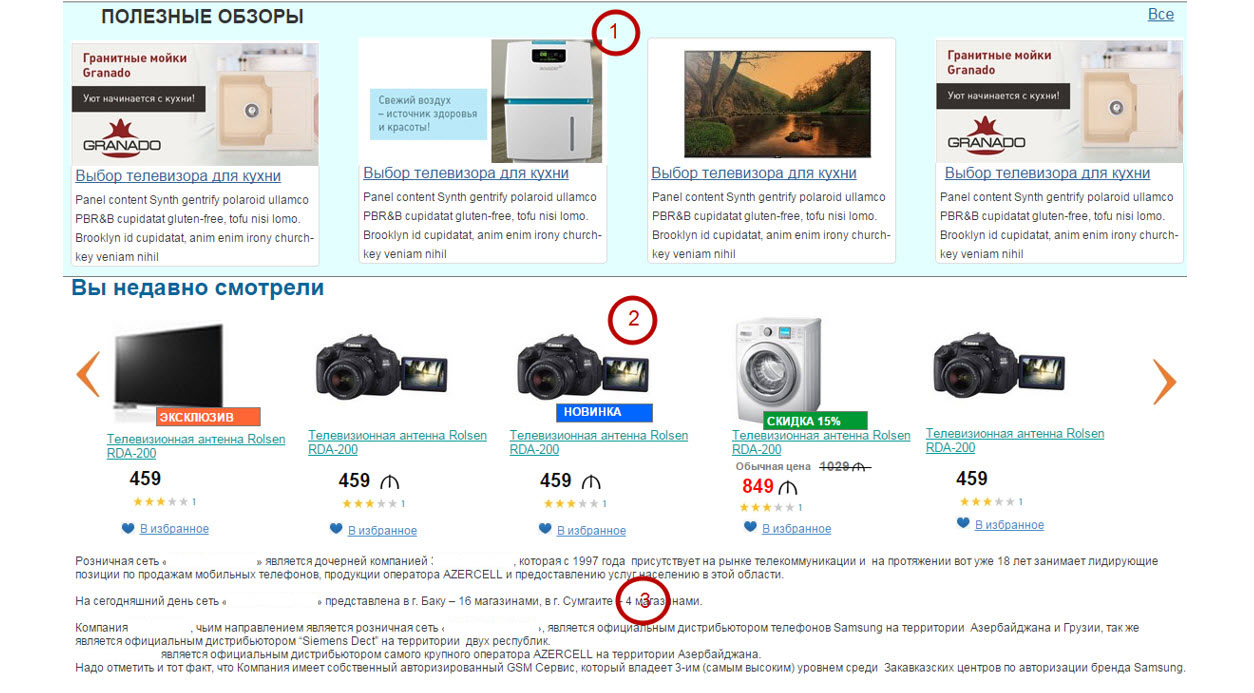 ПОЛЕЗНЫЕ ОБЗОРЫ
1
Все
Гранитные мойки
Granado
Уют начинается с кухни!
GRANADO
Выбор телевизора для кухни
Panel content Synth gentrify polaroid ullamco
PBR&B cupidatat gluten-free, tofu nisi lomo.
Brooklyn id cupidatat, anim enim irony church-
key veniam nihil
Свежий воздух
– источник здоровья
и красоты!
Выбор телевизора для кухни
Panel content Synth gentrify polaroid ullamco
PBR&B cupidatat gluten-free, tofu nisi lomo.
Brooklyn id cupidatat, anim enim irony church-
key veniam nihil
Выбор телевизора для кухни
Panel content Synth gentrify polaroid ullamco
PBR&B cupidatat gluten-free, tofu nisi lomo.
Brooklyn id cupidatat, anim enim irony church-
key veniam nihil
Гранитные мойки
Granado
Уют начинается с кухни!
GRANADO
Выбор телевизора для кухни
Panel content Synth gentrify polaroid ullamco
PBR&B cupidatat gluten-free, tofu nisi lomo.
Brooklyn id cupidatat, anim enim irony church-
key veniam nihil
Вы недавно смотрели
2
ЭКСКЛЮЗИВ
Телевизионная антенна Rolsen
RDA-200
459
1
В избранное
Телевизионная антенна Rolsen
RDA-200
459 ₼
1
В избранное
Canon
НОВИНКА
Телевизионная антенна Rolsen
RDA-200
459 ₼
1
В избранное
СКИДКА 15%
Телевизионная антенна Rolsen
RDA-200
Обычная цена 1029 ₼
849 ₼
1
В избранное
Телевизионная антенна Rolsen
RDA-200
459
1
В избранное
Розничная сеть « » является дочерней компанией , которая с 1997 года присутствует на рынке телекоммуникации и на протяжении вот уже 18 лет занимает лидирующие
позиции по продажам мобильных телефонов, продукции оператора AZERCELL и предоставлению услуг населению в этой области.
3
На сегодняшний день сеть « » представлена в г. Баку – 16 магазинами, в г. Сумгаите – 4 магазинами.
Компания , чьим направлением является розничная сеть « », является официальным дистрибьютором телефонов Samsung на территории Азербайджана и Грузии, так же
является официальным дистрибьютором “Siemens Dect” на территории двух республик.
является официальным дистрибьютором самого крупного оператора AZERCELL на территории Азербайджана.
Надо отметить и тот факт, что Компания имеет собственный авторизированный GSM Сервис, который владеет 3-им (самым высоким) уровнем среди Закавказских центров по авторизации бренда Samsung.